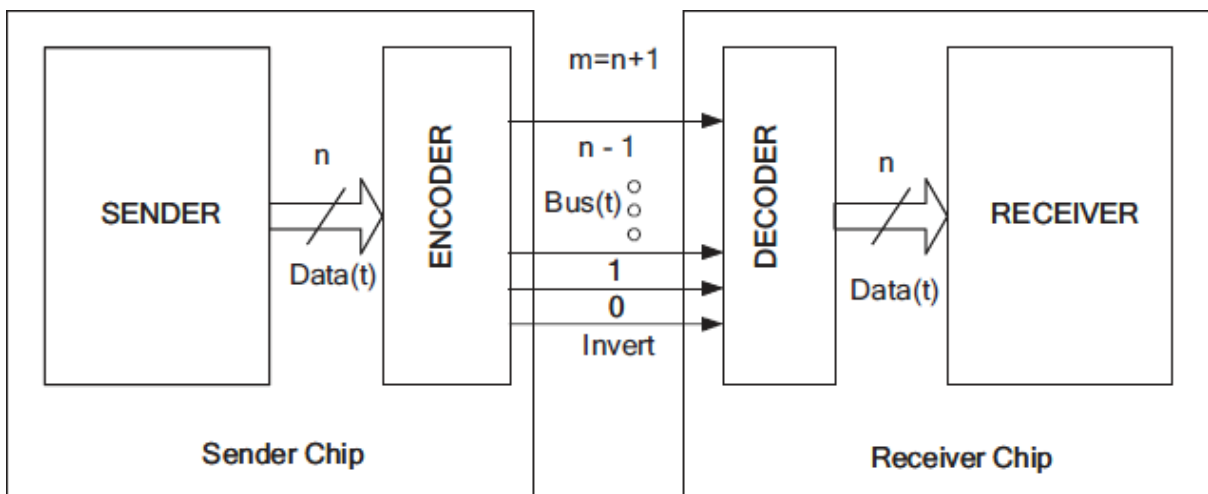 SENDER
n
Data(t)
ENCODER
m=n+1
n - 1
Bus(t)
1
0
Invert
DECODER
n
Data(t)
RECEIVER
Sender Chip
Receiver Chip